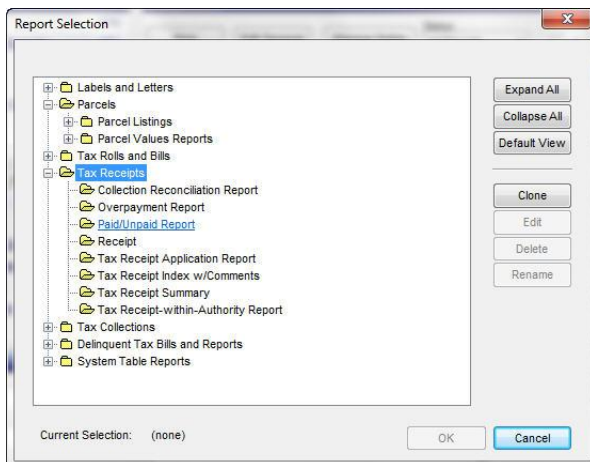 Report Selection
Labels and Letters
Parcels
Parcel Listings
Parcel Values Reports
Tax Rolls and Bills
Tax Receipts
Collection Reconciliation Report
Overpayment Report
Paid/Unpaid Report
Receipt
Tax Receipt Application Report
Tax Receipt Index w/Comments
Tax Receipt Summary
Tax Receipt-within-Authority Report
Tax Collections
Delinquent Tax Bills and Reports
System Table Reports
Expand All
Collapse All
Default View
Clone
Edit
Delete
Rename
Current Selection: (none)
OK
Cancel